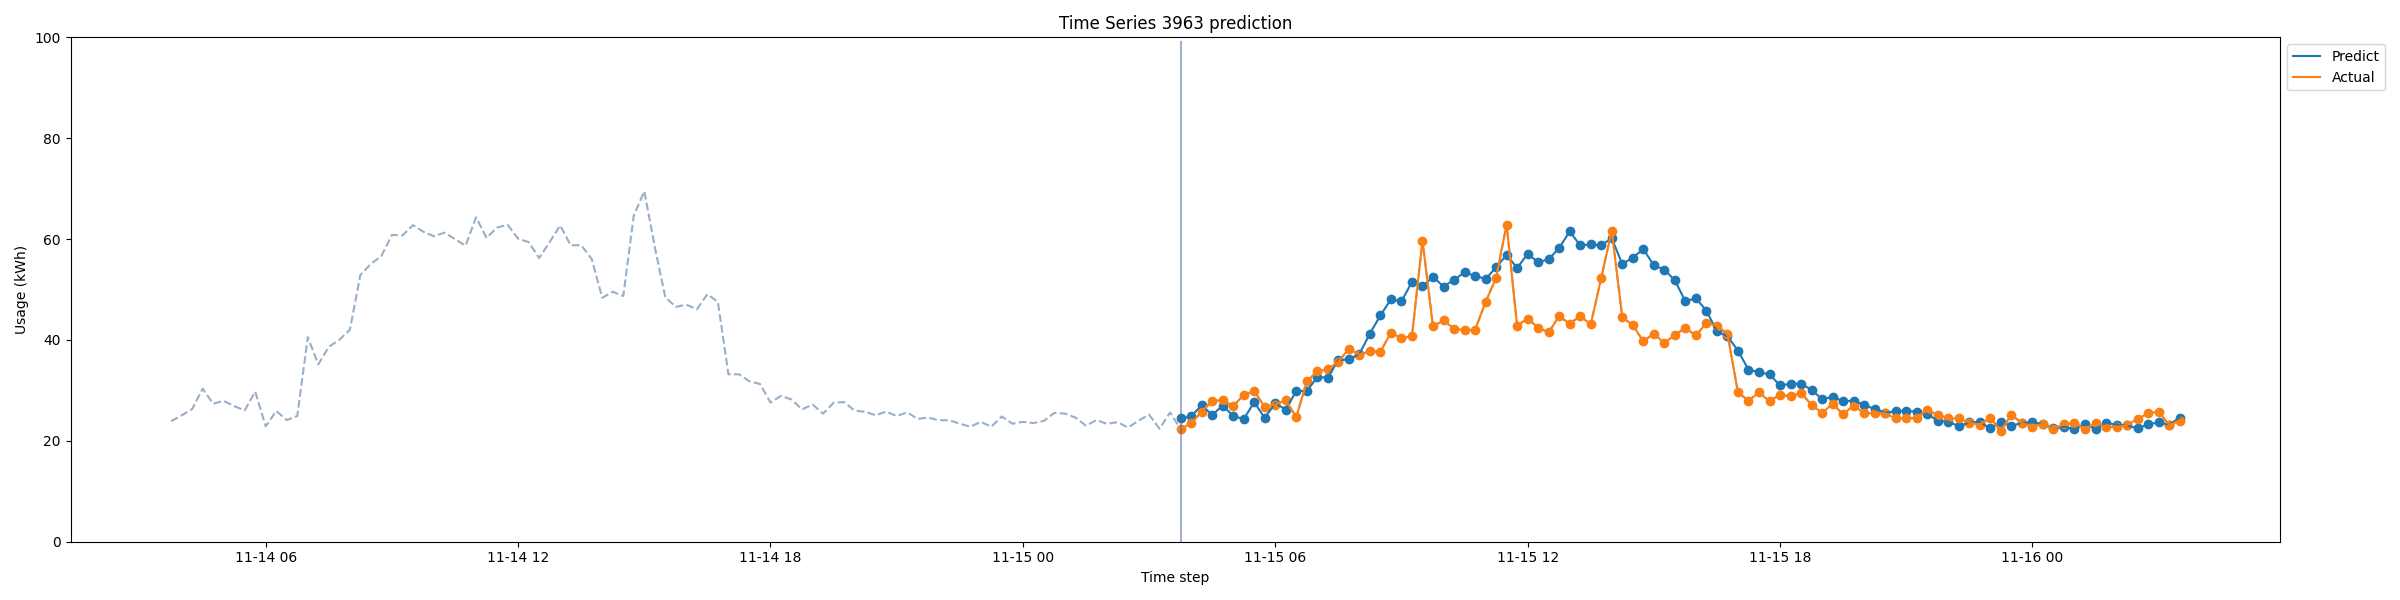 Time Series 3963 prediction
Predict
Actual
100
80
60
40
20
0
Usage (kWh)
11-14 06
11-14 12
11-14 18
11-15 00
11-15 06
11-15 12
11-15 18
11-16 00
Time step